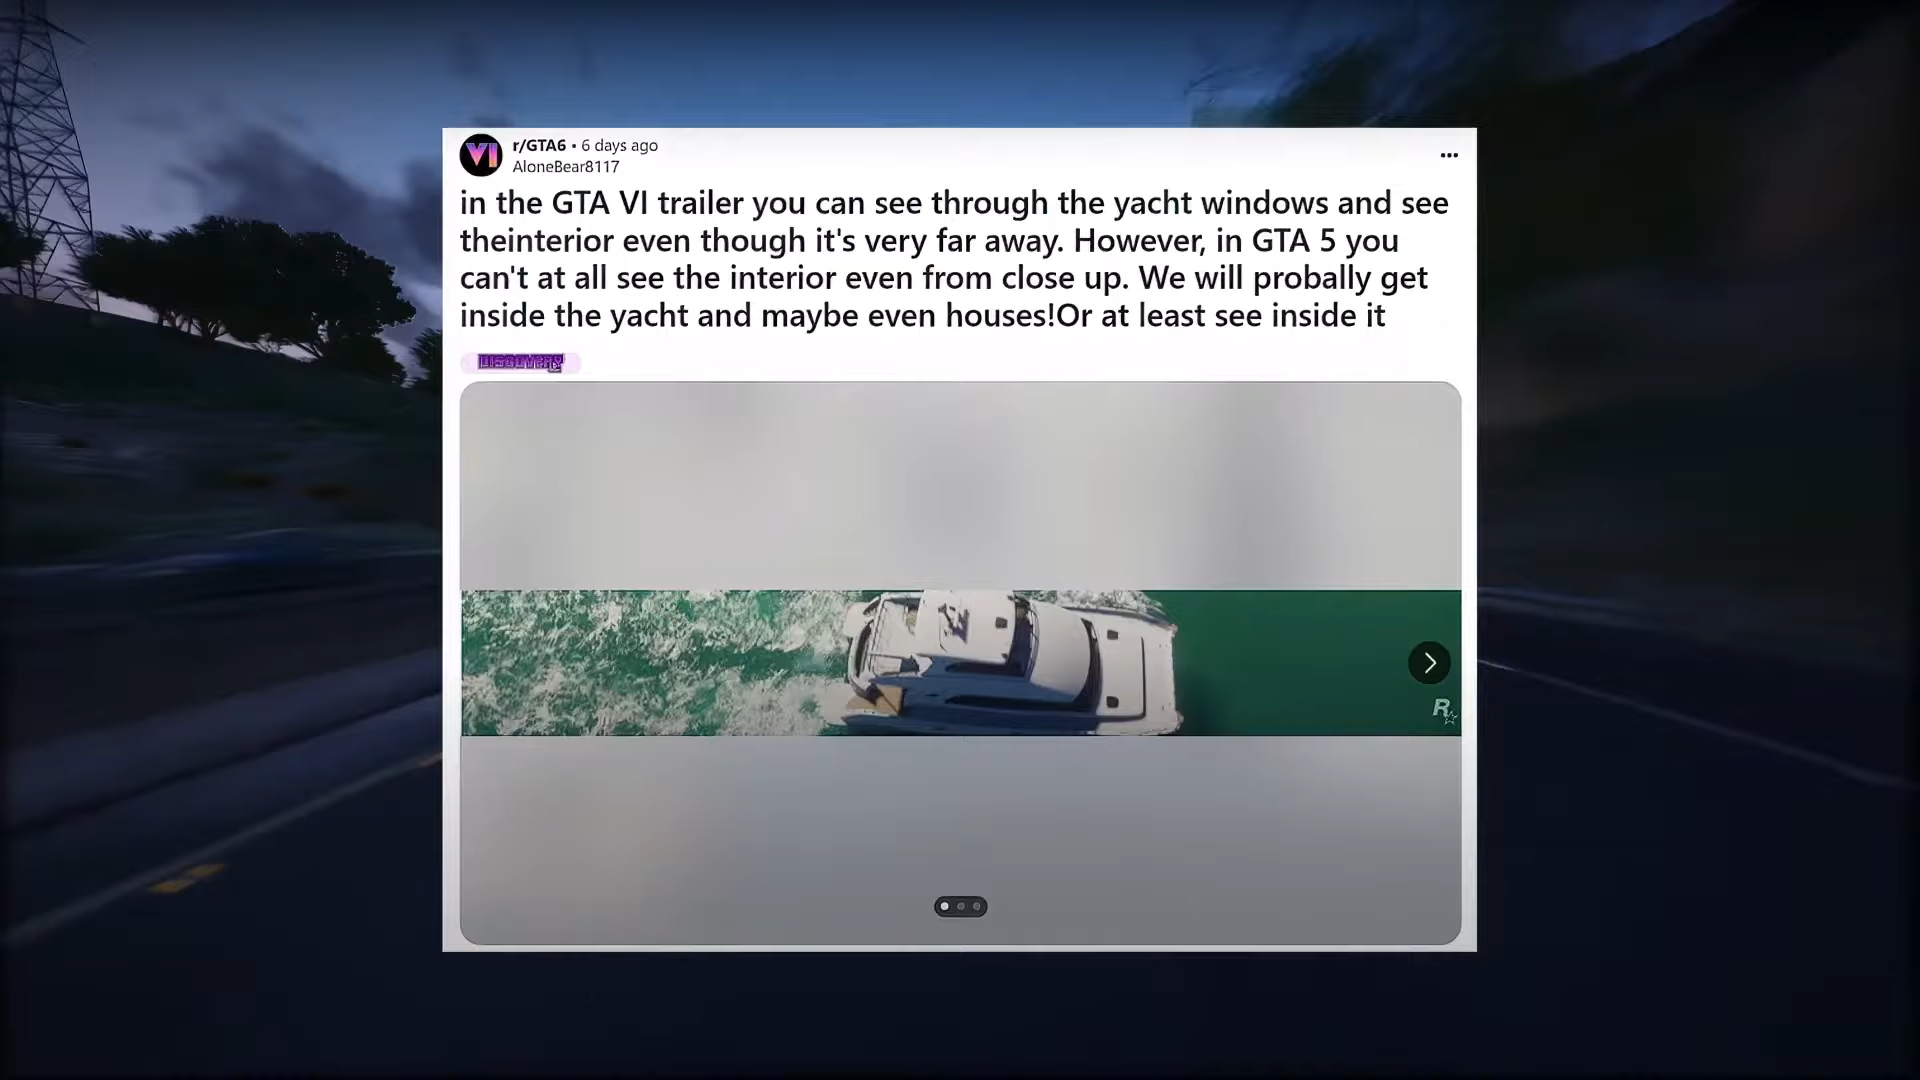 VI r/GTA6 • 6 days ago
AloneBear8117
in the GTA VI trailer you can see through the yacht windows and see
theinterior even though it's very far away. However, in GTA 5 you
can't at all see the interior even from close up. We will probally get
inside the yacht and maybe even houses!Or at least see inside it
DISCOVERY
R